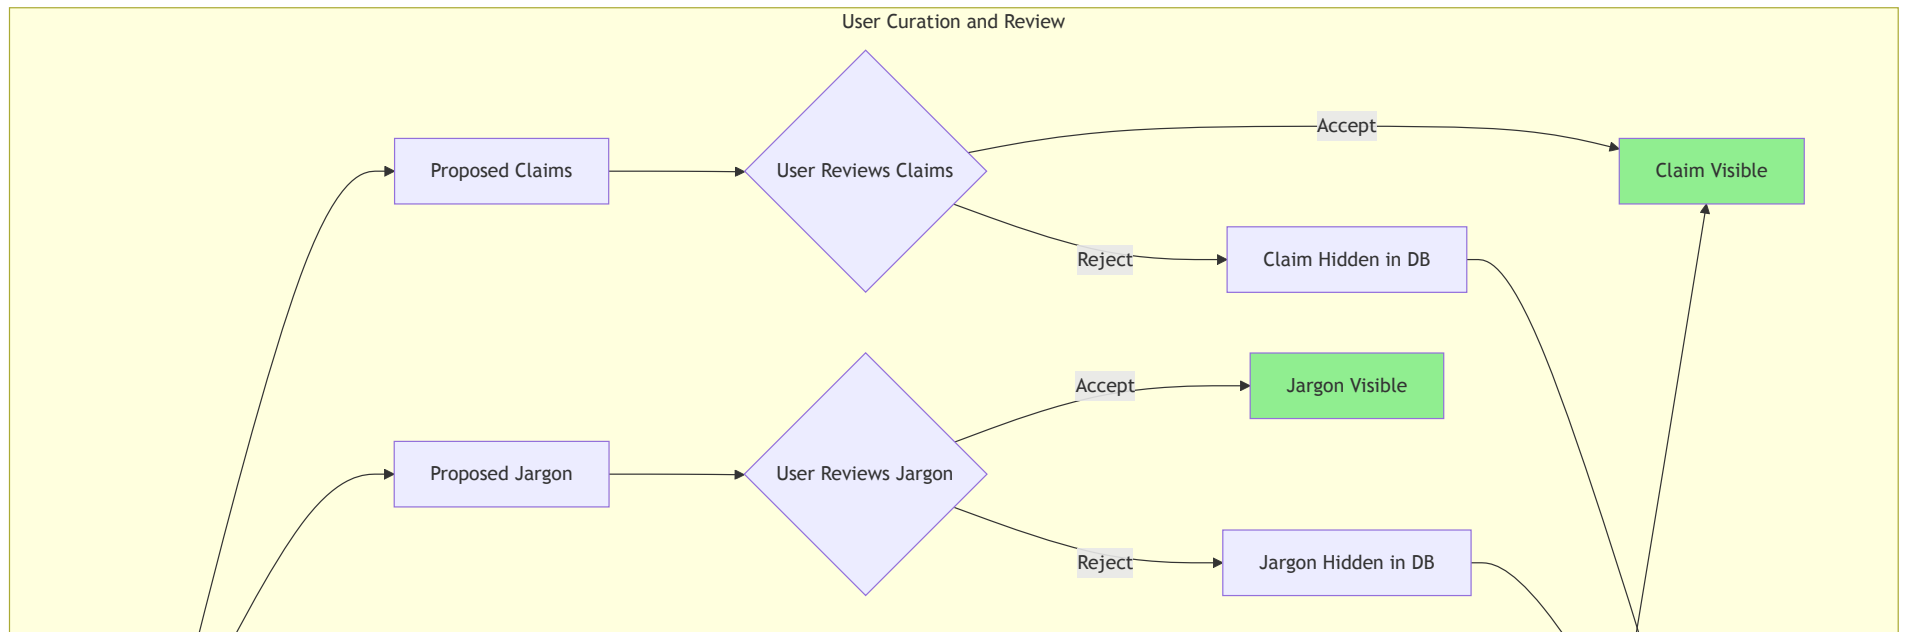 User Curation and Review
Proposed Claims
User Reviews Claims
Accept
Claim Visible
Reject
Claim Hidden in DB
Proposed Jargon
User Reviews Jargon
Accept
Jargon Visible
Reject
Jargon Hidden in DB